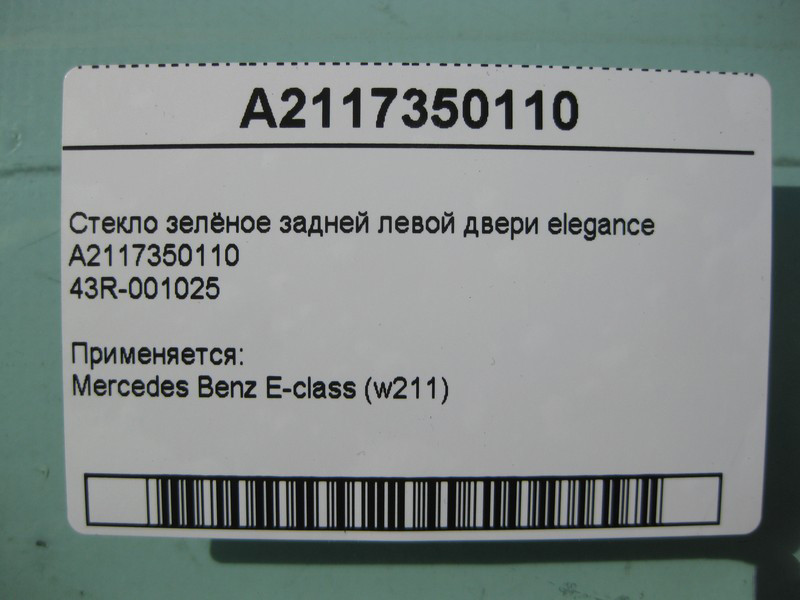 A2117350110
Стекло зелёное задней левой двери elegance
A2117350110
43R-001025
Применяется:
Mercedes Benz E-class (w211)